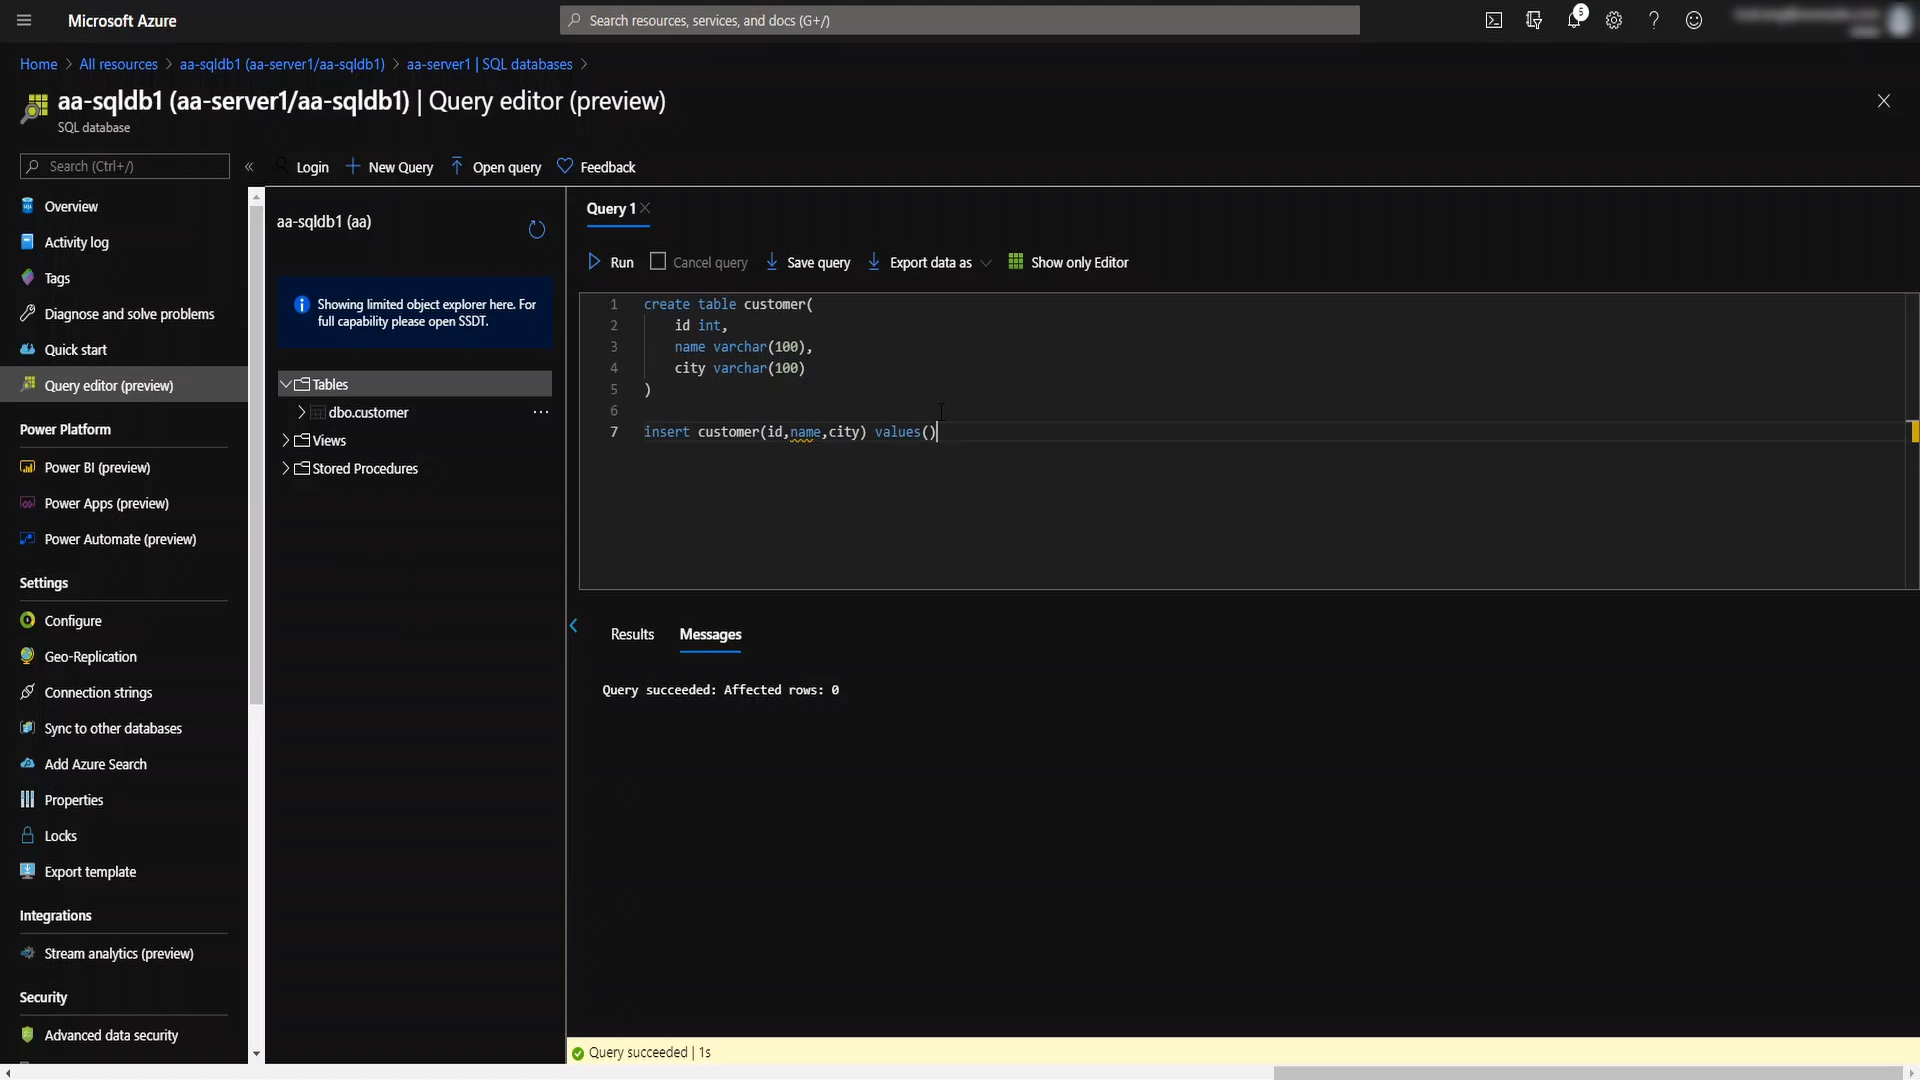 Microsoft Azure
Search resources, services, and docs (G+/)
5
Home > All resources > aa-sqldb1 (aa-server1/aa-sqldb1) > aa-server1 | SQL databases >
aa-sqldb1 (aa-server1/aa-sqldb1) | Query editor (preview)
SQL database
Search (Ctrl+/)
«
Login
New Query
Open query
Feedback
Overview
Activity log
Tags
Diagnose and solve problems
Quick start
Query editor (preview)
Power Platform
Power BI (preview)
Power Apps (preview)
Power Automate (preview)
Settings
Configure
Geo-Replication
Connection strings
Sync to other databases
Add Azure Search
Properties
Locks
Export template
Integrations
Stream analytics (preview)
Security
Advanced data security
aa-sqldb1 (aa)
Showing limited object explorer here. For
full capability please open SSDT.
Tables
dbo.customer
...
Views
Stored Procedures
Query 1
Run
Cancel query
Save query
Export data as
Show only Editor
1 create table customer(
2 id int,
3 name varchar(100),
4 city varchar(100)
5 )
6
7 insert customer(id,name,city) values()
Results
Messages
Query succeeded: Affected rows: 0
Query succeeded | 1s